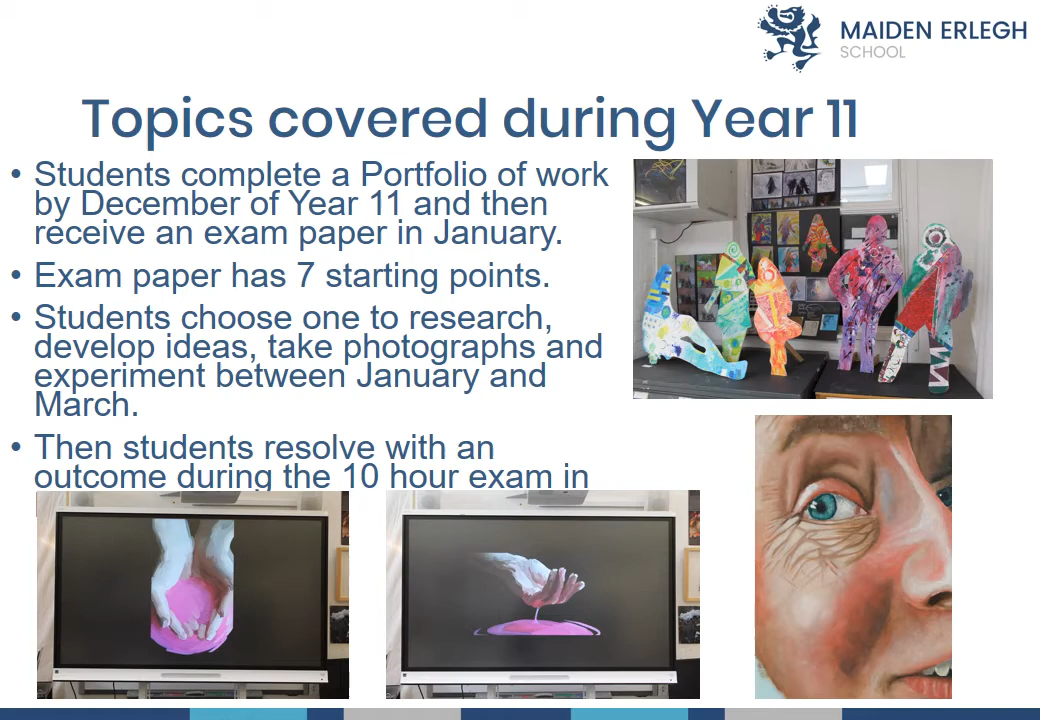 MAIDEN ERLEGH
SCHOOL
Topics covered during Year 11
• Students complete a Portfolio of work
by December of Year 11 and then
receive an exam paper in January.
• Exam paper has 7 starting points.
• Students choose one to research,
develop ideas, take photographs and
experiment between January and
March.
• Then students resolve with an
outcome during the 10 hour exam in